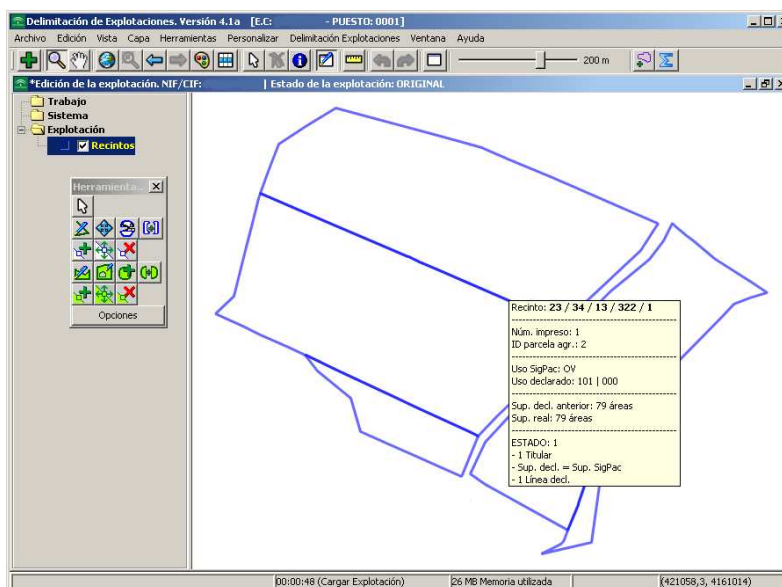 Delimitación de Explotaciones. Versión 4.1a [E.C: - PUESTO: 0001]
Archivo Edición Vista Capa Herramientas Personalizar Delimitación Explotaciones Ventana Ayuda
200 m
*Edición de la explotación. NIF/CIF: | Estado de la explotación: ORIGINAL
Trabajo
Sistema
Explotación
Recintos
Herramienta...
Opciones
Recinto: 23 / 34 / 13 / 322 / 1
Núm. impreso: 1
ID parcela agr.: 2
Uso SigPac: OV
Uso declarado: 101 | 000
Sup. decl. anterior: 79 áreas
Sup. real: 79 áreas
ESTADO: 1
- 1 Titular
- Sup. decl. = Sup. SigPac
- 1 Línea decl.
00:00:48 (Cargar Explotación) 26 MB Memoria utilizada (421058,3, 4161014)